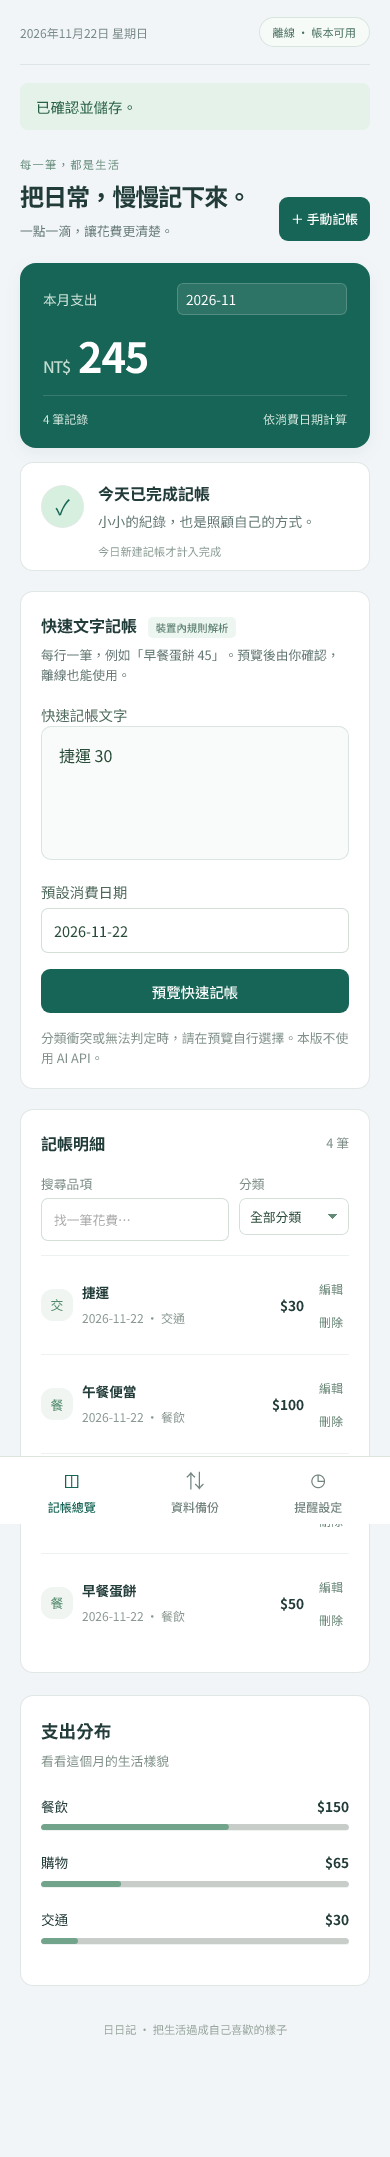 2026年11月22日 星期日
離線 · 帳本可用
已確認並儲存。
每一筆，都是生活
把日常，慢慢記下來。
一點一滴，讓花費更清楚。
＋ 手動記帳
本月支出
2026-11
NT$ 245
4 筆記錄
依消費日期計算
✓
今天已完成記帳
小小的紀錄，也是照顧自己的方式。
今日新建記帳才計入完成
快速文字記帳
裝置內規則解析
每行一筆，例如「早餐蛋餅 45」。預覽後由你確認，
離線也能使用。
快速記帳文字
捷運 30
預設消費日期
2026-11-22
預覽快速記帳
分類衝突或無法判定時，請在預覽自行選擇。本版不使
用 AI API。
記帳明細
4 筆
搜尋品項
分類
找一筆花費…
全部分類
交
捷運
2026-11-22 · 交通
$30
編輯
刪除
餐
午餐便當
2026-11-22 · 餐飲
$100
編輯
刪除
記帳總覽
資料備份
提醒設定
餐
早餐蛋餅
2026-11-22 · 餐飲
$50
編輯
刪除
支出分布
看看這個月的生活樣貌
餐飲
$150
購物
$65
交通
$30
日日記 · 把生活過成自己喜歡的樣子